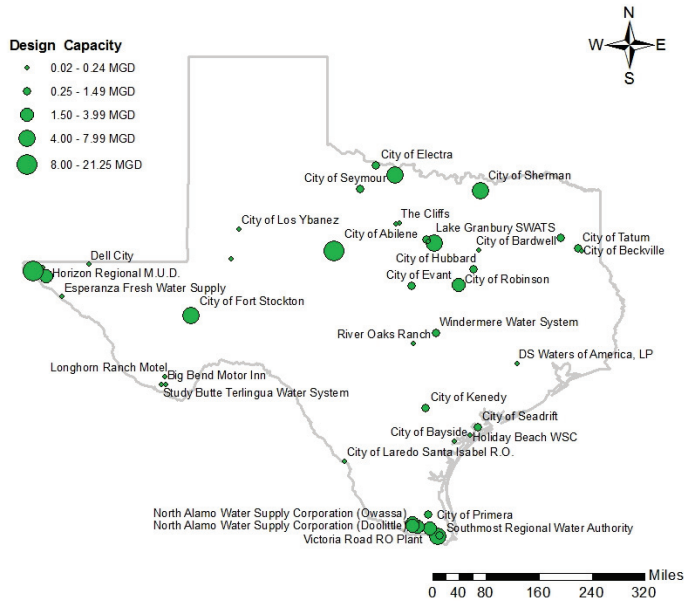 N
W E
S
Design Capacity
0.02 - 0.24 MGD
0.25 - 1.49 MGD
1.50 - 3.99 MGD
4.00 - 7.99 MGD
8.00 - 21.25 MGD
City of Electra
City of Seymour
City of Sherman
City of Los Ybanez
The Cliffs
City of Abilene
Lake Granbury SWATS
City of Bardwell
City of Tatum
City of Beckville
Dell City
City of Hubbard
Horizon Regional M.U.D.
City of Evant
City of Robinson
Esperanza Fresh Water Supply
City of Fort Stockton
Windermere Water System
River Oaks Ranch
DS Waters of America, LP
Longhorn Ranch Motel
Big Bend Motor Inn
Study Butte Terlingua Water System
City of Kenedy
City of Seadrift
City of Bayside
Holiday Beach WSC
City of Laredo Santa Isabel R.O.
North Alamo Water Supply Corporation (Owassa)
City of Primera
North Alamo Water Supply Corporation (Doolittle)
Southmost Regional Water Authority
Victoria Road RO Plant
Miles
0 40 80 160 240 320